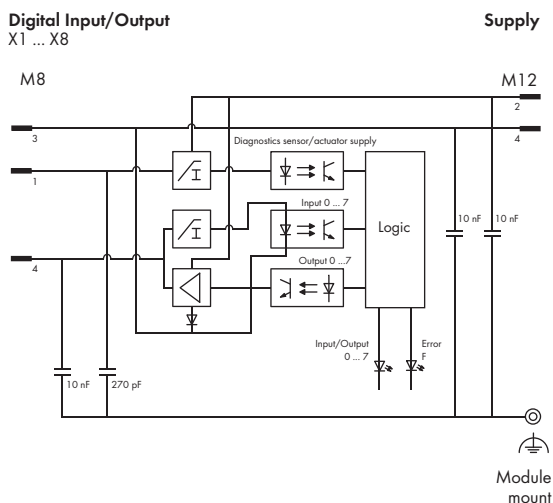 Digital Input/Output
X1 ... X8
Supply
M8
M12
2
3
4
Diagnostics sensor/actuator supply
1
Input 0 ... 7
Logic
10 nF
10 nF
4
Output 0 ...7
Input/Output
0 ... 7
Error
F
10 nF
270 pF
Module
mount